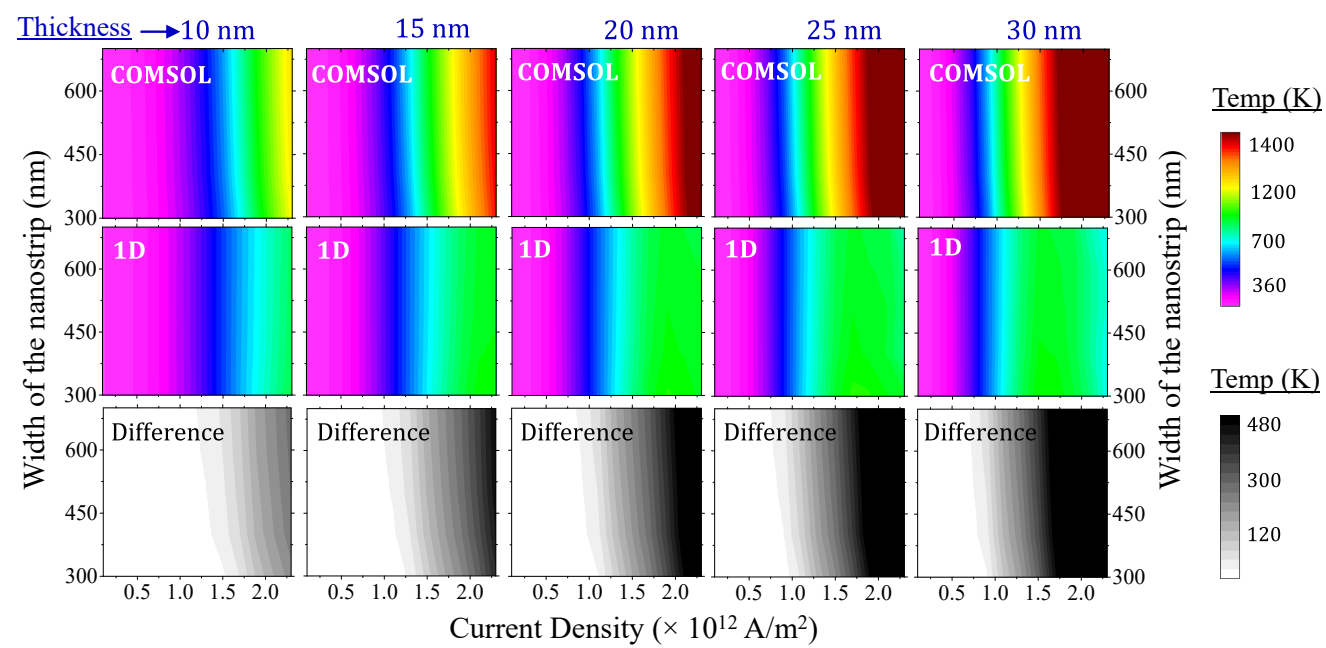 Thickness 10 nm 15 nm 20 nm 25 nm 30 nm
COMSOL COMSOL COMSOL COMSOL COMSOL
600 600
450 450
300 300
1D 1D 1D 1D 1D
600 600
450 450
300 300
Difference Difference Difference Difference Difference
600 600
450 450
300 300
0.5 1.0 1.5 2.0 0.5 1.0 1.5 2.0 0.5 1.0 1.5 2.0 0.5 1.0 1.5 2.0 0.5 1.0 1.5 2.0
Current Density (× 10¹² A/m²)
Width of the nanostrip (nm)
Width of the nanostrip (nm)
Temp (K)
1400
1200
700
360
Temp (K)
480
300
120